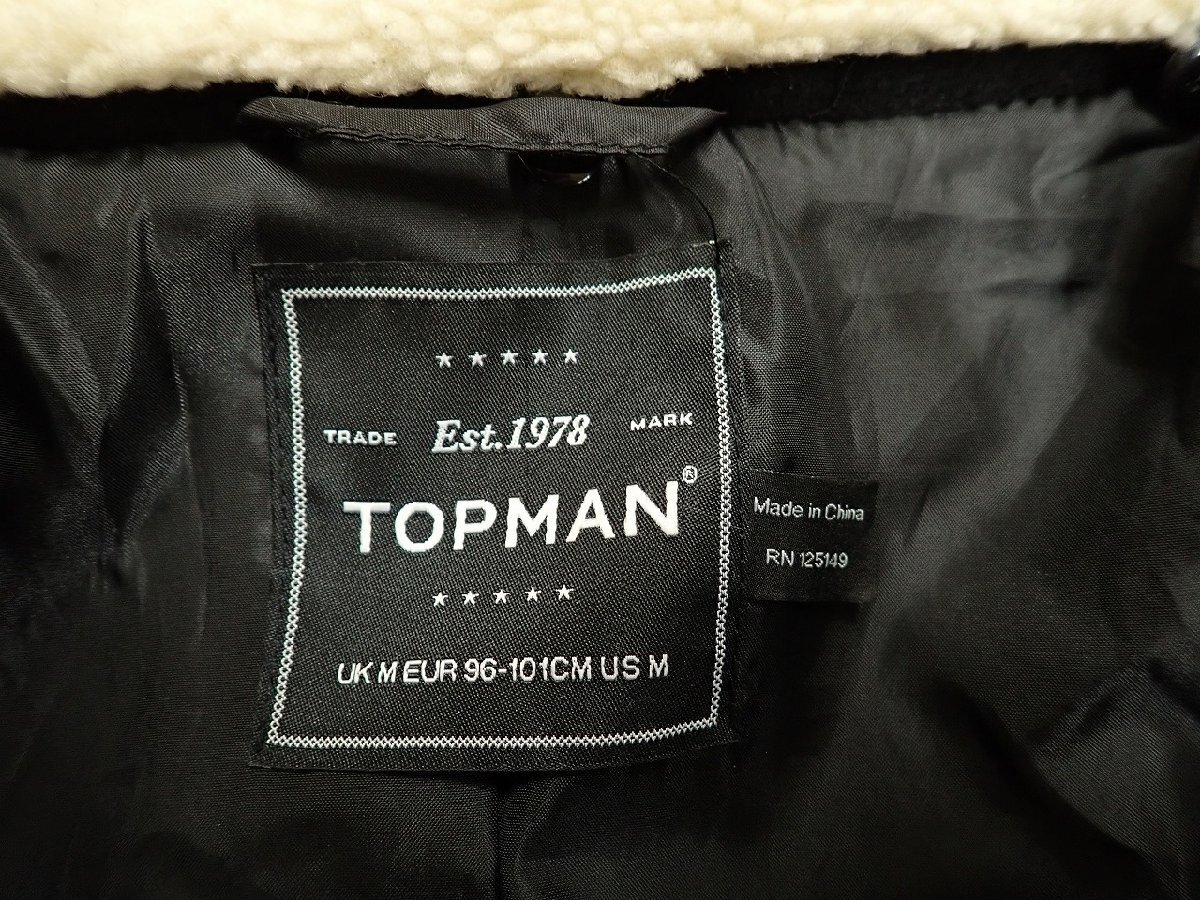 ★★★★★
TRADE Est.1978 MARK
TOPMAN®
★★★★★
UK M EUR 96-101CM US M
Made in China
RN 125149